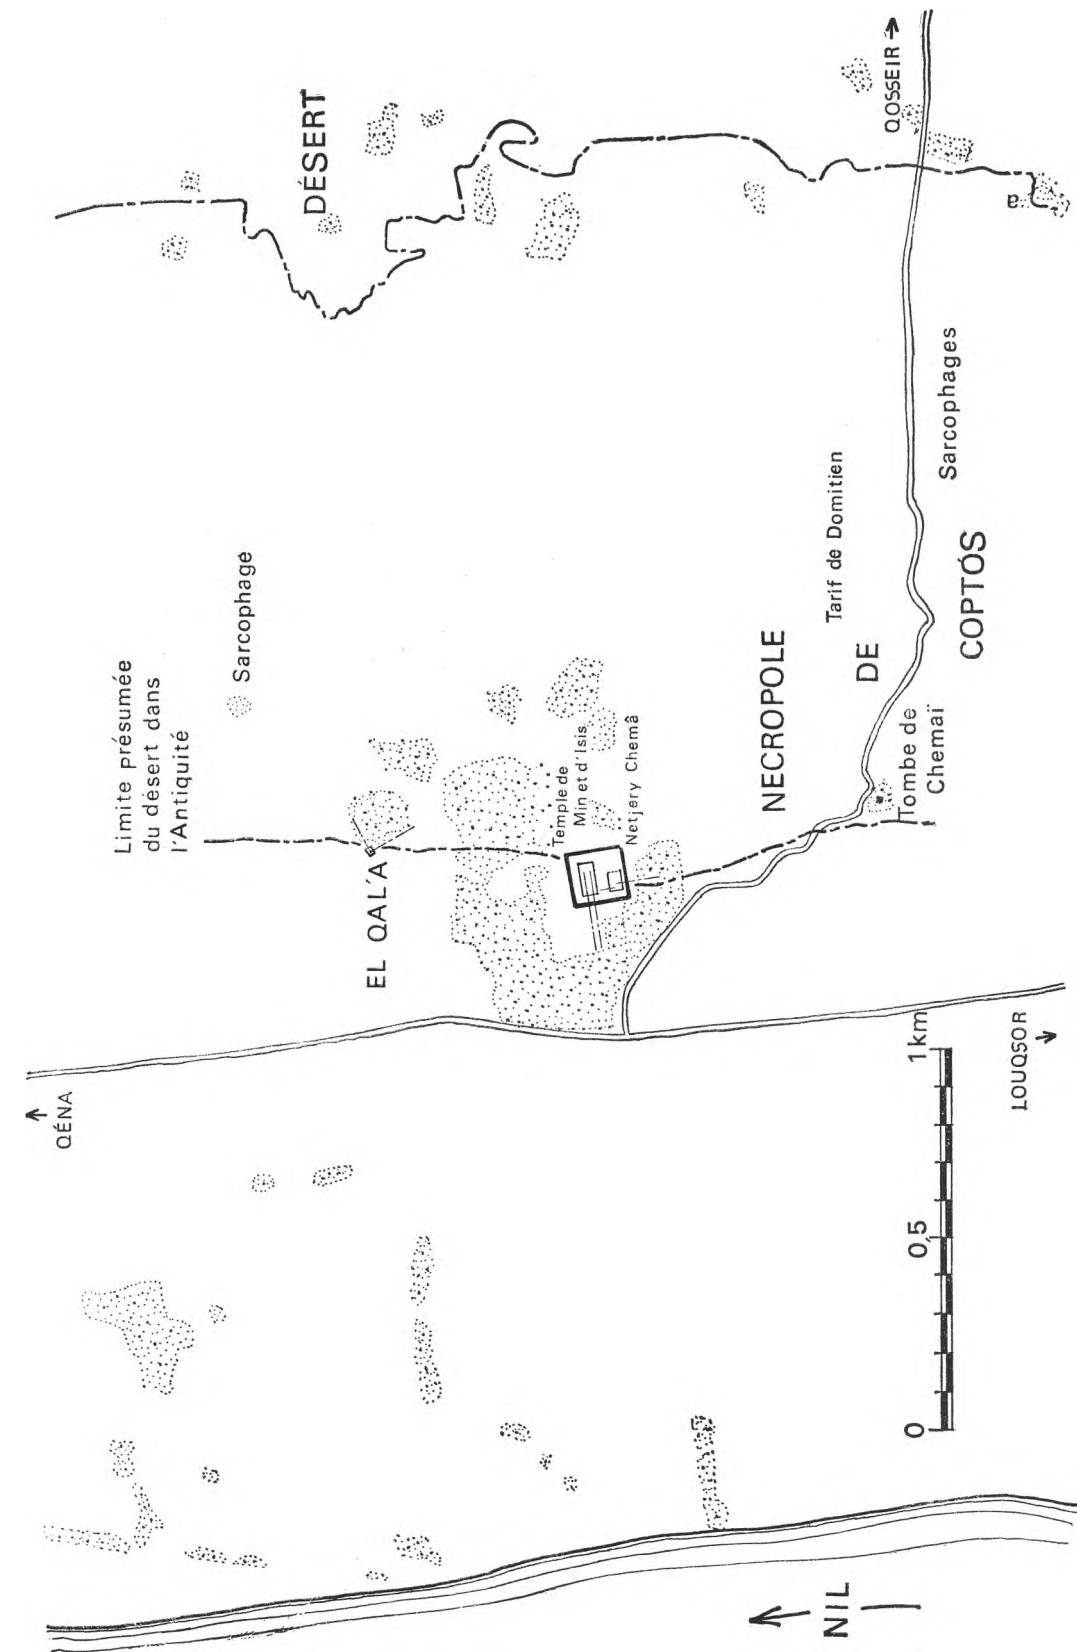 DÉSERT
QOSSEIR
a
Limite présumée
du désert dans
l'Antiquité
Sarcophage
EL QAL'A
Temple de
Min et d'Isis
Netjery Chemâ
NECROPOLE
DE
COPTÓS
Tarif de Domitien
Sarcophages
Tombe de
Chemaï
QÉNA
LOUQSOR
0
0,5
1km
NIL